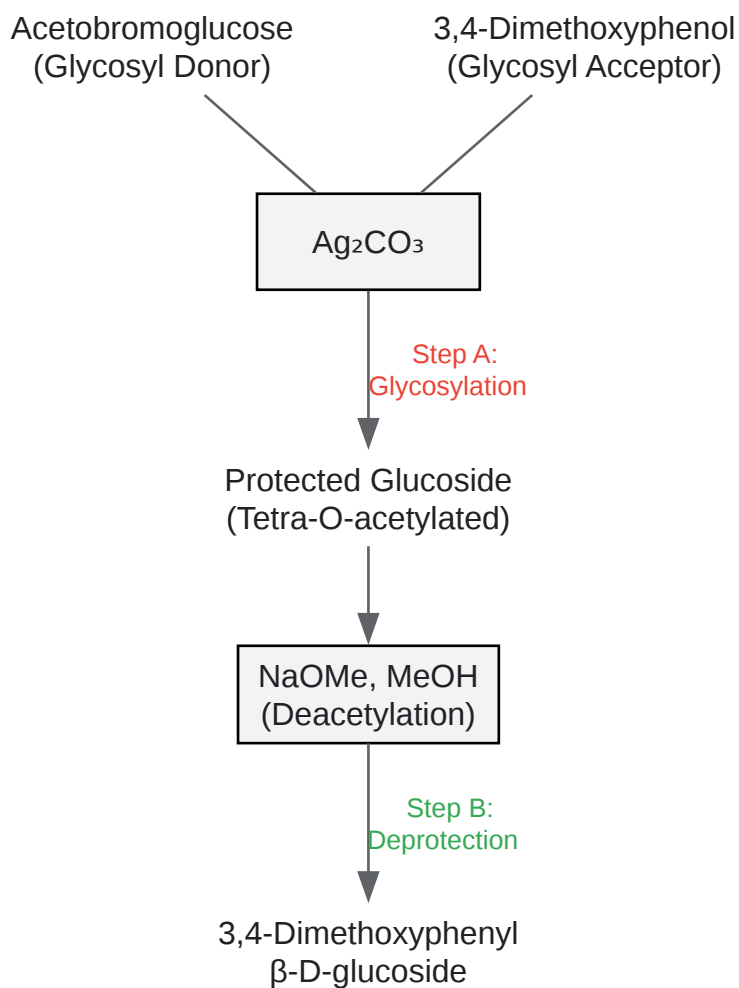 Acetobromoglucose
(Glycosyl Donor)
3,4-Dimethoxyphenol
(Glycosyl Acceptor)
Ag₂CO₃
Step A:
Glycosylation
Protected Glucoside
(Tetra-O-acetylated)
NaOMe, MeOH
(Deacetylation)
Step B:
Deprotection
3,4-Dimethoxyphenyl
β-D-glucoside